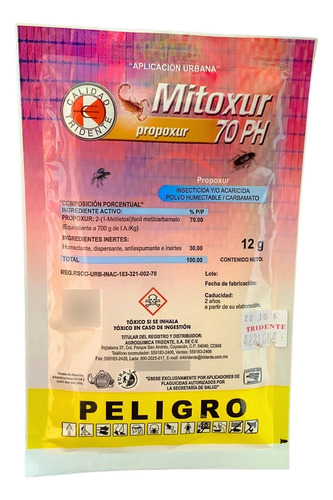 "APLICACIÓN URBANA"
CALIDAD
TRIDENTE
Mitoxur
propoxur 70 PH
Propoxur
INSECTICIDA Y/O ACARICIDA
POLVO HUMECTABLE / CARBAMATO
"COMPOSICIÓN PORCENTUAL"
INGREDIENTE ACTIVO: % P/P
PROPOXUR: 2-(1-Metiletoxi)fenil metilcarbamato 70.00
(Equivalente a 700 g de I.A./Kg)
INGREDIENTES INERTES:
Humectante, dispersante, antiespumante e inertes 30.00
TOTAL 100.00
12 g
CONTENIDO NETO:
REG.RSCO-URB-INAC-183-321-002-70
Lote:
Fecha de fabricación:
Caducidad:
2 años
a partir de su elaboración.
TRIDENTE
TÓXICO SI SE INHALA
TÓXICO EN CASO DE INGESTIÓN
TITULAR DEL REGISTRO Y DISTRIBUIDOR:
AGROQUIMICA TRIDENTE, S.A. DE C.V.
"ÚSESE EXCLUSIVAMENTE POR APLICADORES DE
PLAGUICIDAS AUTORIZADOS POR
LA SECRETARÍA DE SALUD"
PELIGRO